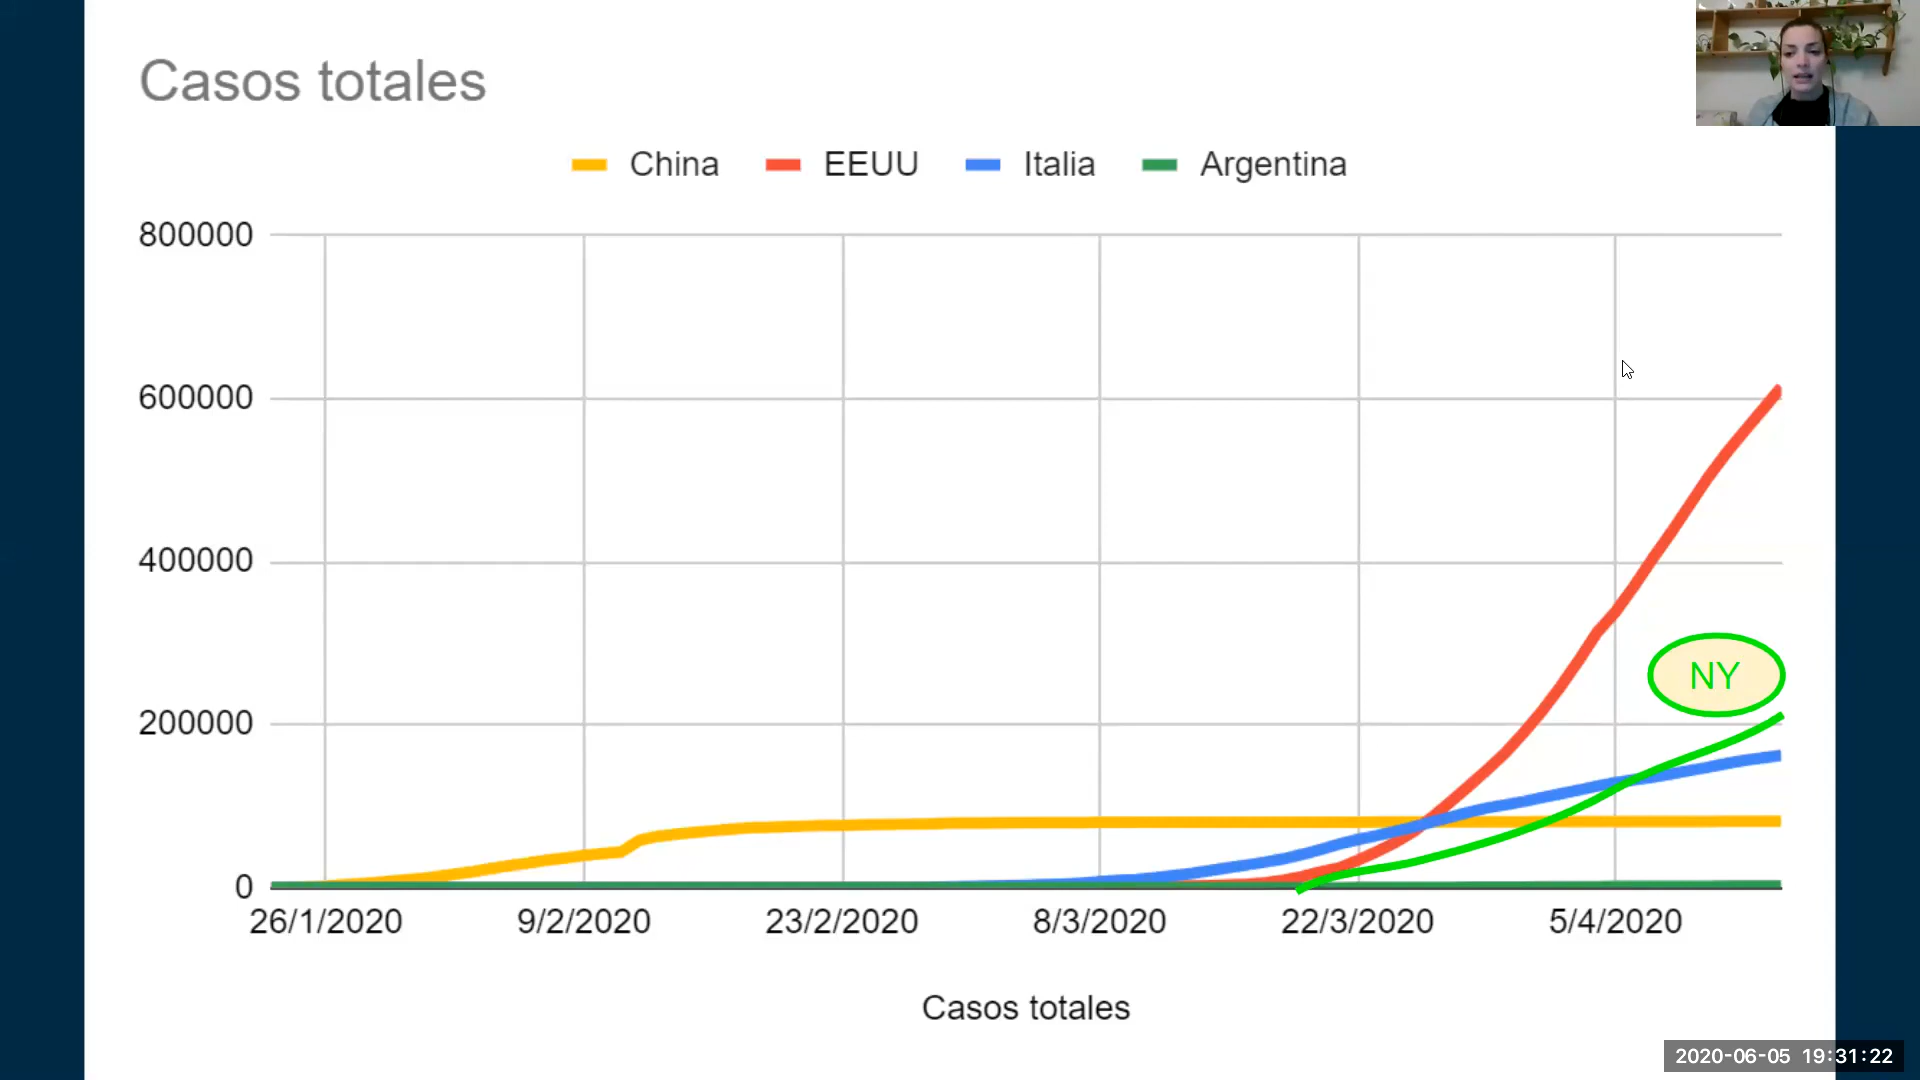 Casos totales
China EEUU Italia Argentina
800000
600000
400000
NY
200000
0
26/1/2020 9/2/2020 23/2/2020 8/3/2020 22/3/2020 5/4/2020
Casos totales
2020-06-05 19:31:22